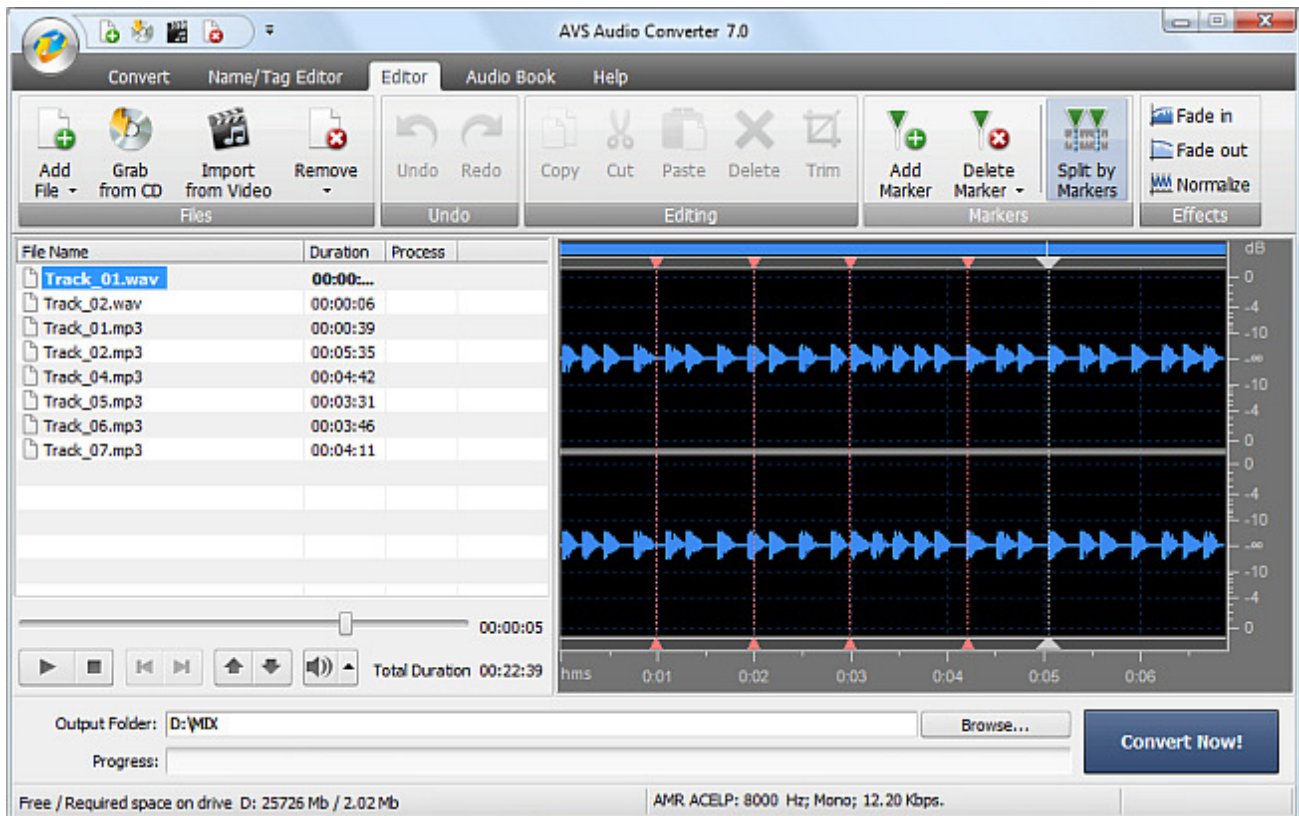 AVS Audio Converter 7.0
Convert Name/Tag Editor Editor Audio Book Help
Add File Grab from CD Import from Video Remove Undo Redo Copy Cut Paste Delete Trim Add Marker Delete Marker Split by Markers Fade in Fade out Normalize
Files Undo Editing Markers Effects
File Name Duration Process
Track_01.wav 00:00:...
Track_02.wav 00:00:06
Track_01.mp3 00:00:39
Track_02.mp3 00:05:35
Track_04.mp3 00:04:42
Track_05.mp3 00:03:31
Track_06.mp3 00:03:46
Track_07.mp3 00:04:11
00:00:05
Total Duration 00:22:39
dB
0
-4
-10
-∞
-10
-4
0
0
-4
-10
-∞
-10
-4
0
hms 0:01 0:02 0:03 0:04 0:05 0:06
Output Folder: D:\MIX Browse...
Convert Now!
Progress:
Free / Required space on drive D: 25726 Mb / 2.02 Mb AMR ACELP: 8000 Hz; Mono; 12.20 Kbps.